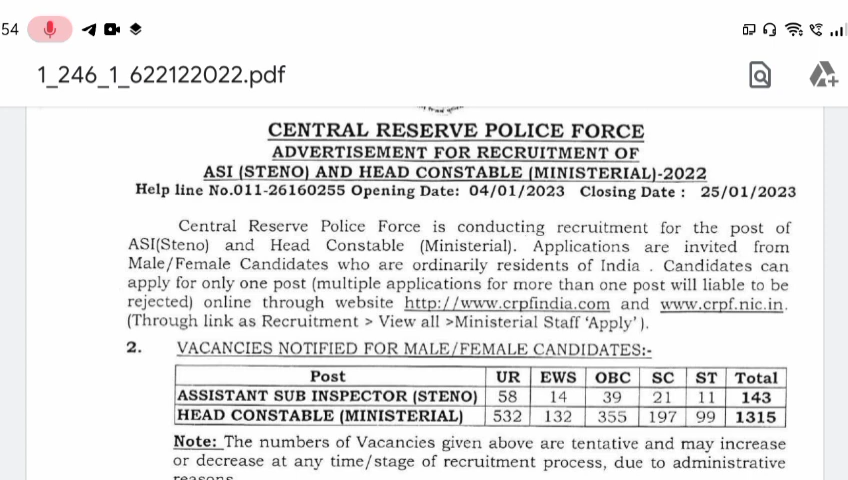 54
1_246_1_622122022.pdf
CENTRAL RESERVE POLICE FORCE
ADVERTISEMENT FOR RECRUITMENT OF
ASI (STENO) AND HEAD CONSTABLE (MINISTERIAL)-2022
Help line No.011-26160255 Opening Date: 04/01/2023 Closing Date : 25/01/2023
Central Reserve Police Force is conducting recruitment for the post of
ASI(Steno) and Head Constable (Ministerial). Applications are invited from
Male/Female Candidates who are ordinarily residents of India . Candidates can
apply for only one post (multiple applications for more than one post will liable to be
rejected) online through website http://www.crpfindia.com and www.crpf.nic.in.
(Through link as Recruitment > View all >Ministerial Staff 'Apply' ).
2. VACANCIES NOTIFIED FOR MALE/FEMALE CANDIDATES:-
Post UR EWS OBC SC ST Total
ASSISTANT SUB INSPECTOR (STENO) 58 14 39 21 11 143
HEAD CONSTABLE (MINISTERIAL) 532 132 355 197 99 1315
Note: The numbers of Vacancies given above are tentative and may increase
or decrease at any time/stage of recruitment process, due to administrative
reasons.